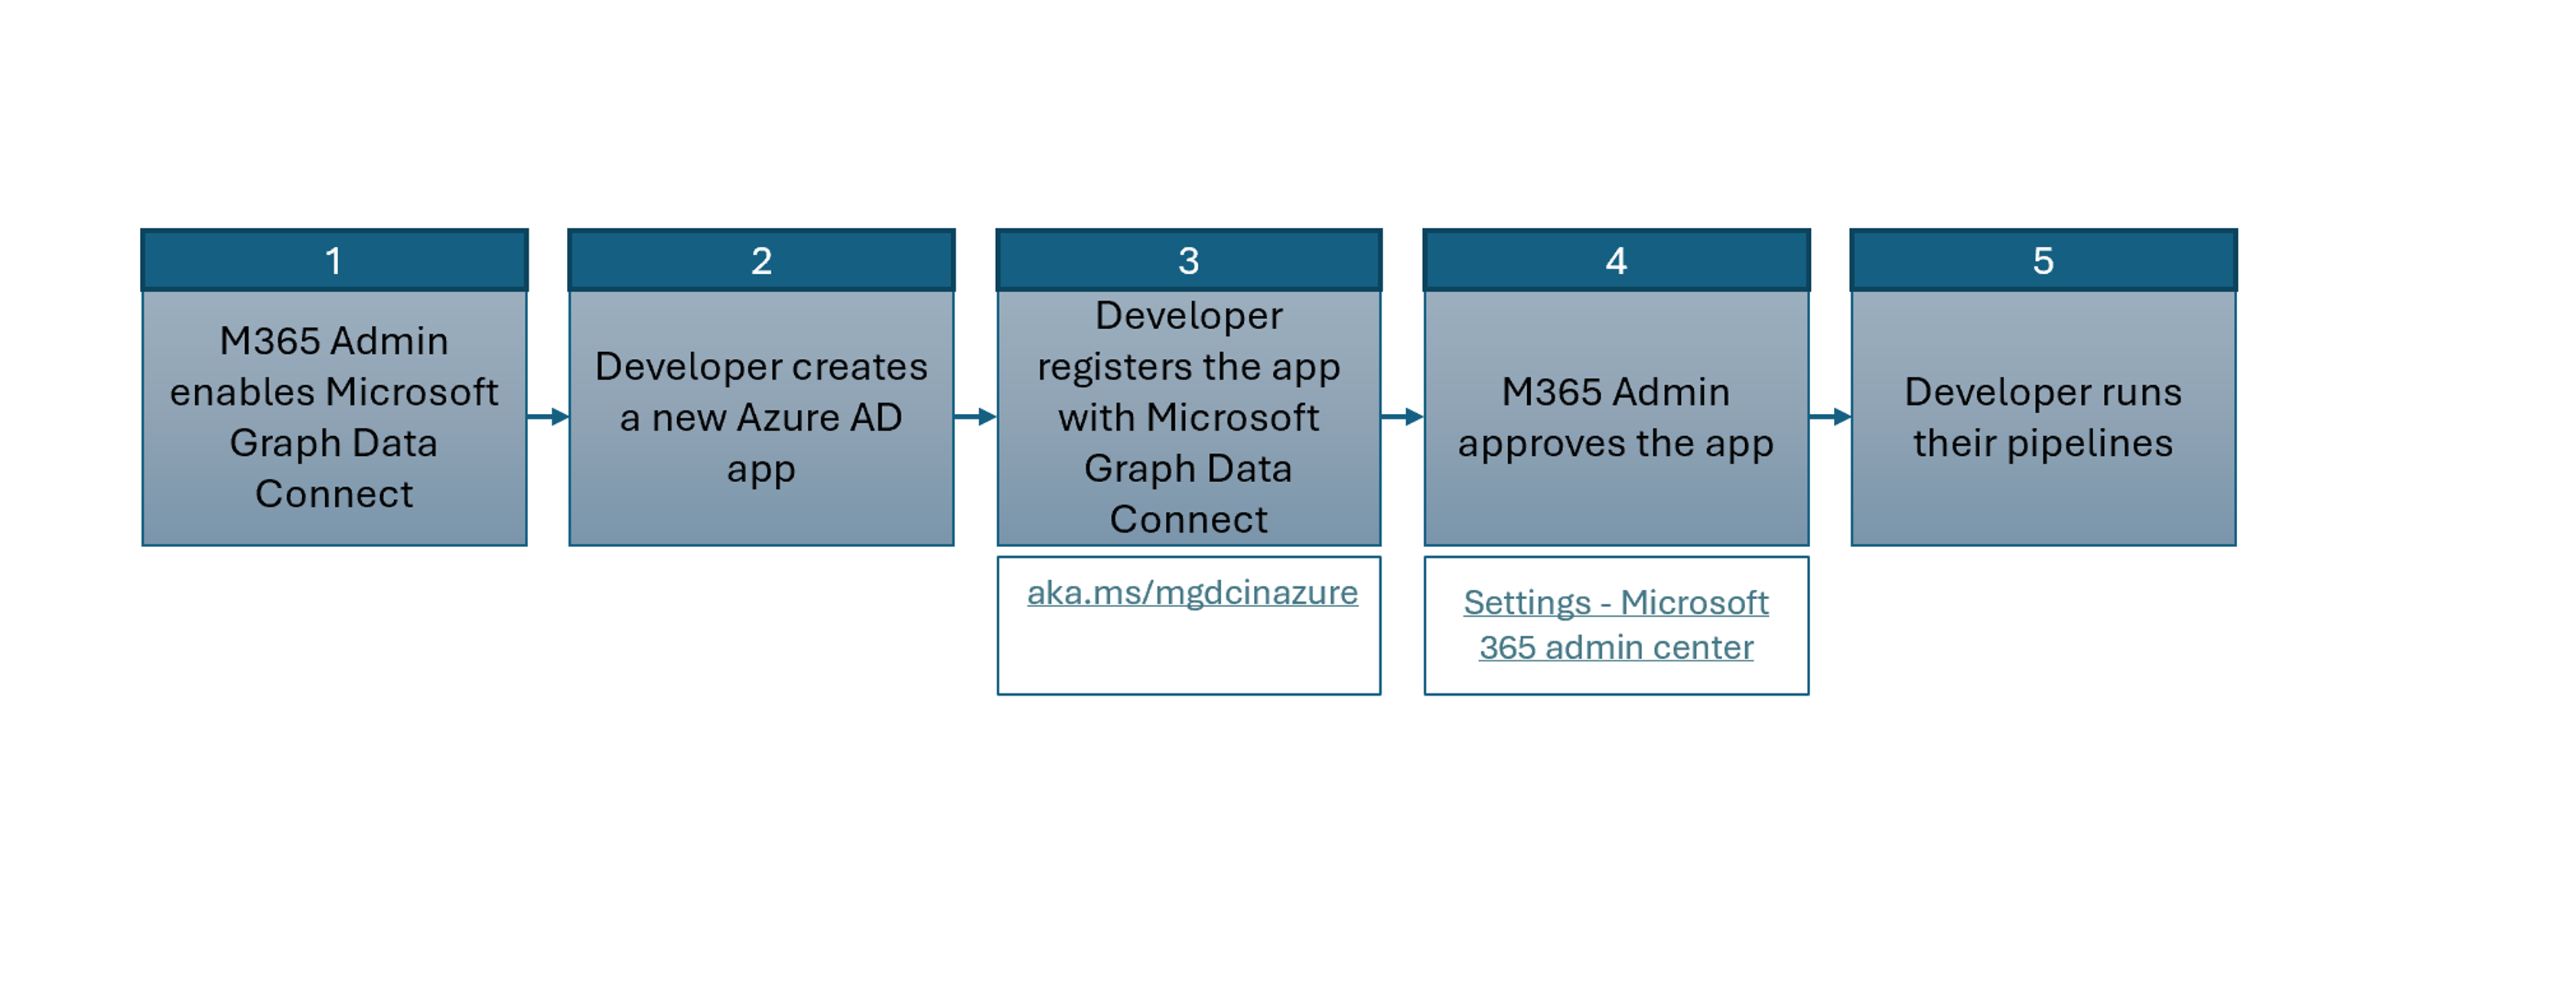 1
M365 Admin
enables Microsoft
Graph Data
Connect
2
Developer creates
a new Azure AD
app
3
Developer
registers the app
with Microsoft
Graph Data
Connect
aka.ms/mgdcinazure
4
M365 Admin
approves the app
Settings - Microsoft
365 admin center
5
Developer runs
their pipelines